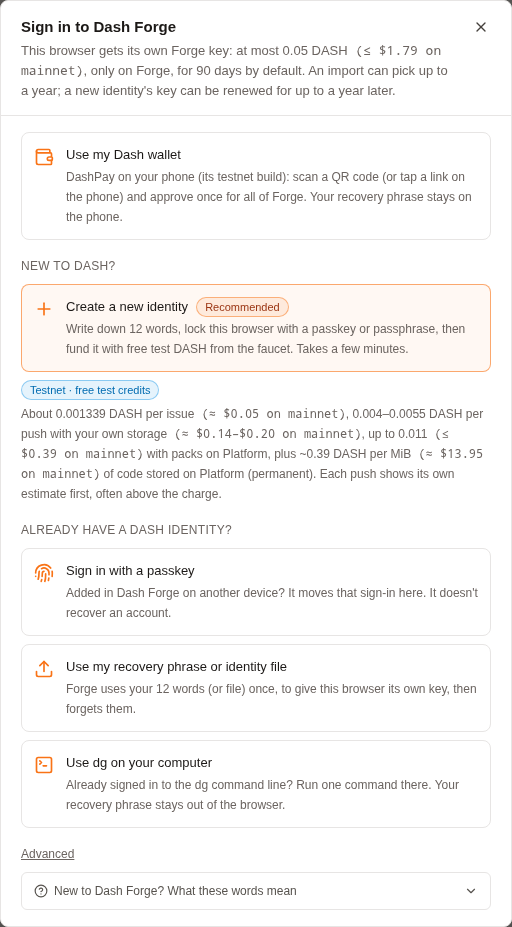 Sign in to Dash Forge
This browser gets its own Forge key: at most 0.05 DASH (≤ $1.79 on
mainnet), only on Forge, for 90 days by default. An import can pick up to
a year; a new identity's key can be renewed for up to a year later.
Use my Dash wallet
DashPay on your phone (its testnet build): scan a QR code (or tap a link
on the phone) and approve once for all of Forge. Your recovery phrase stays on
the phone.
NEW TO DASH?
Create a new identity Recommended
Write down 12 words, lock this browser with a passkey or passphrase, then
fund it with free test DASH from the faucet. Takes a few minutes.
Testnet · free test credits
About 0.001339 DASH per issue (≈ $0.05 on mainnet), 0.004–0.0055 DASH per
push with your own storage (≈ $0.14–$0.20 on mainnet), up to 0.011 (≤
$0.39 on mainnet) with packs on Platform, plus ~0.39 DASH per MiB (≈ $13.95
on mainnet) of code stored on Platform (permanent). Each push shows its own
estimate first, often above the charge.
ALREADY HAVE A DASH IDENTITY?
Sign in with a passkey
Added in Dash Forge on another device? It moves that sign-in here. It doesn't
recover an account.
Use my recovery phrase or identity file
Forge uses your 12 words (or file) once, to give this browser its own key, then
forgets them.
Use dg on your computer
Already signed in to the dg command line? Run one command there. Your
recovery phrase stays out of the browser.
Advanced
New to Dash Forge? What these words mean